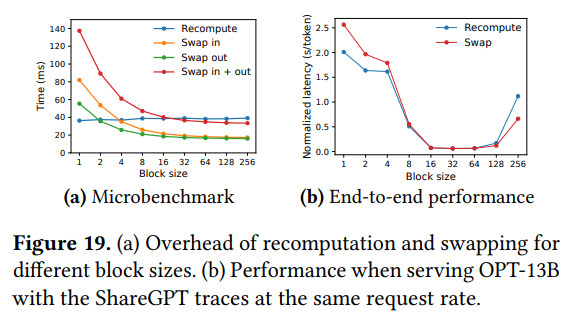 140
120
100
80
60
40
20
0
Time (ms)
Recompute
Swap in
Swap out
Swap in + out
1 2 4 8 16 32 64 128 256
Block size
(a) Microbenchmark
2.5
2.0
1.5
1.0
0.5
0.0
Normalized latency (s/token)
Recompute
Swap
1 2 4 8 16 32 64 128 256
Block size
(b) End-to-end performance
Figure 19. (a) Overhead of recomputation and swapping for
different block sizes. (b) Performance when serving OPT-13B
with the ShareGPT traces at the same request rate.